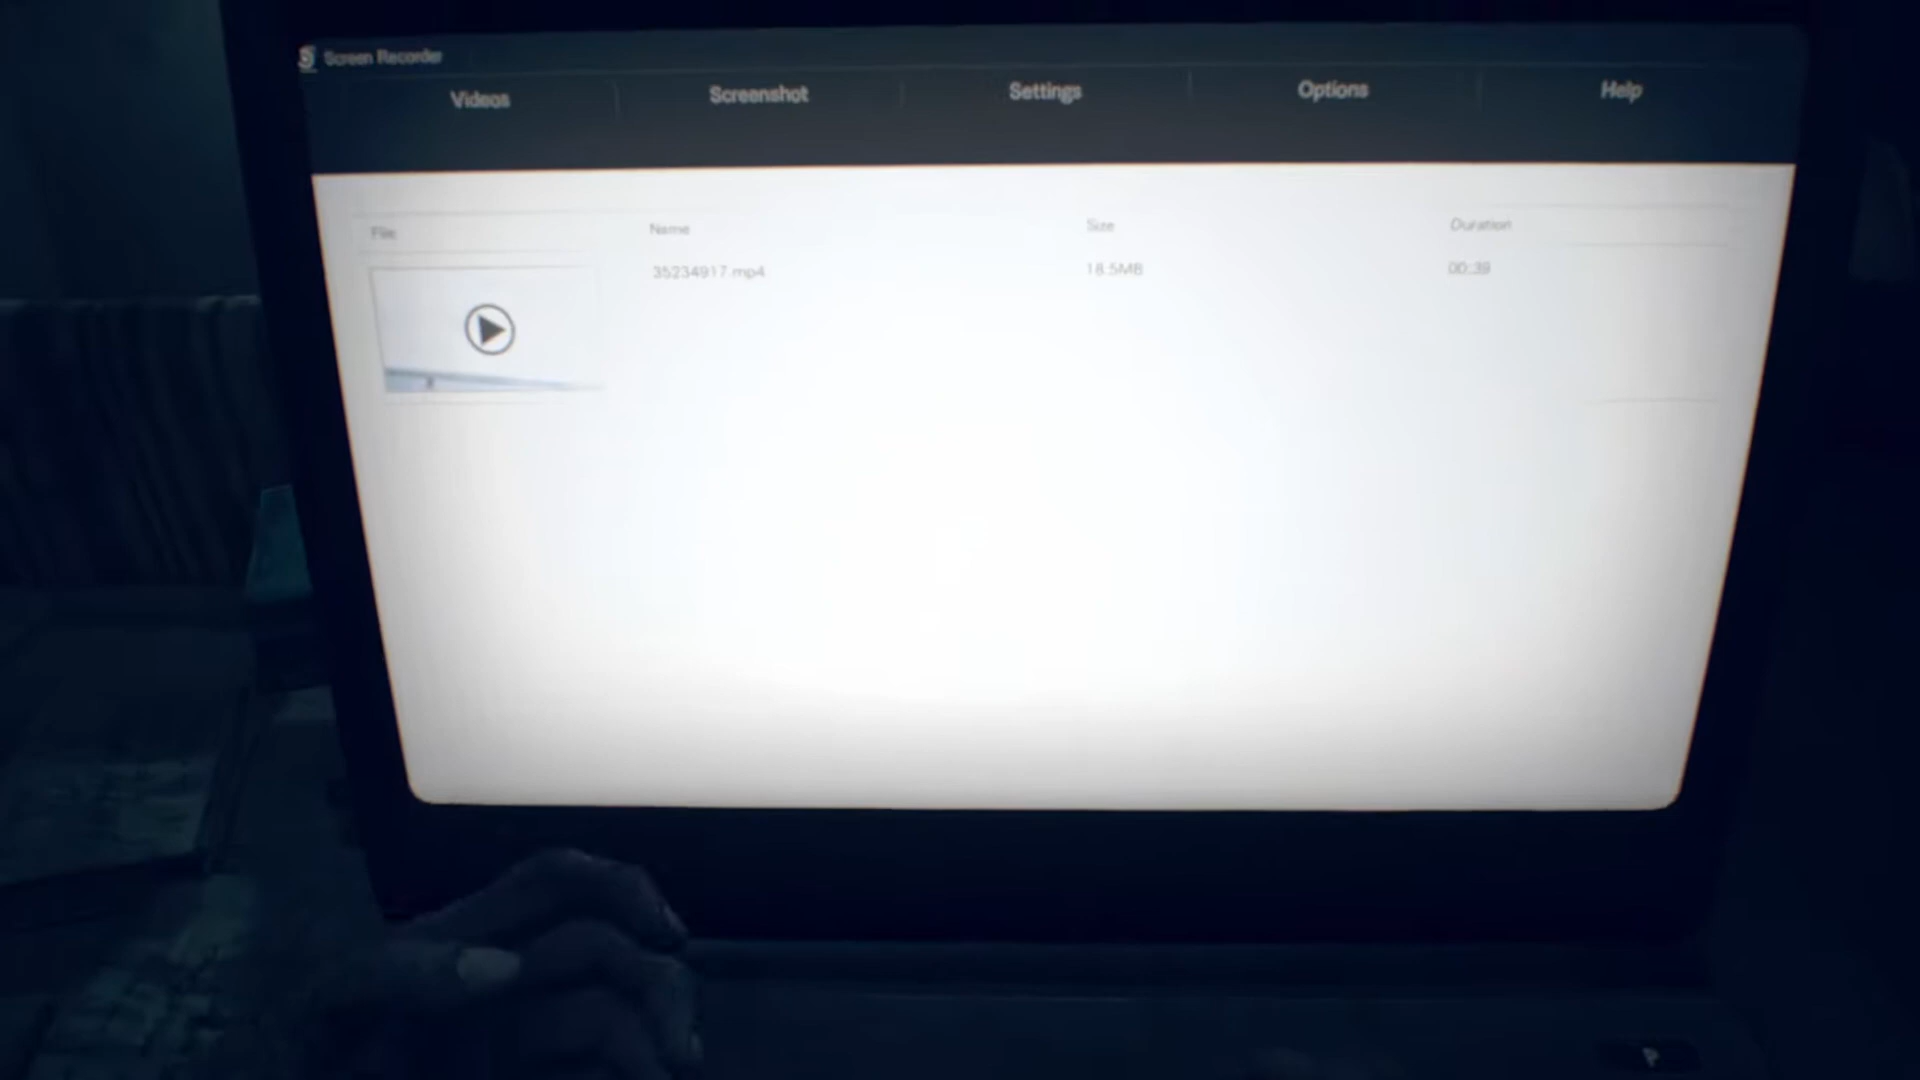 Screen Recorder
Videos Screenshot Settings Options Help
File Name Size Duration
35234917.mp4 18.5MB 00:39